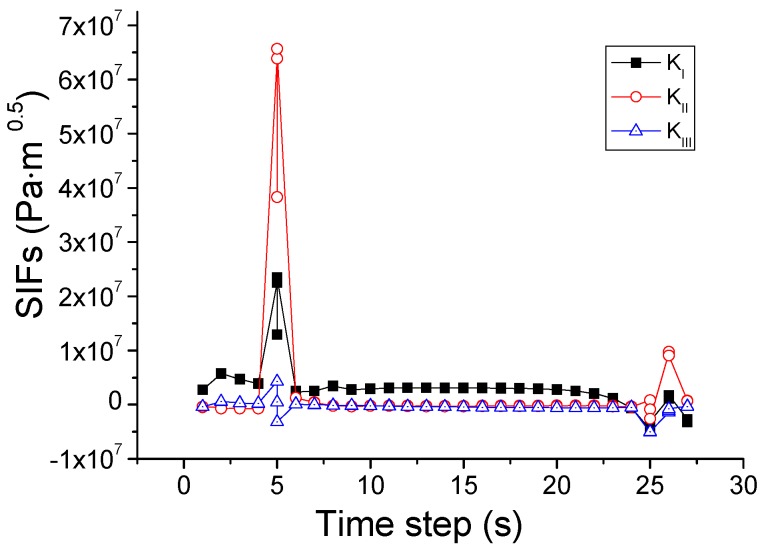 7x10⁷
6x10⁷
5x10⁷
4x10⁷
3x10⁷
2x10⁷
1x10⁷
0
-1x10⁷
SIFs (Pa·m^0.5)
K_I
K_II
K_III
0 5 10 15 20 25 30
Time step (s)